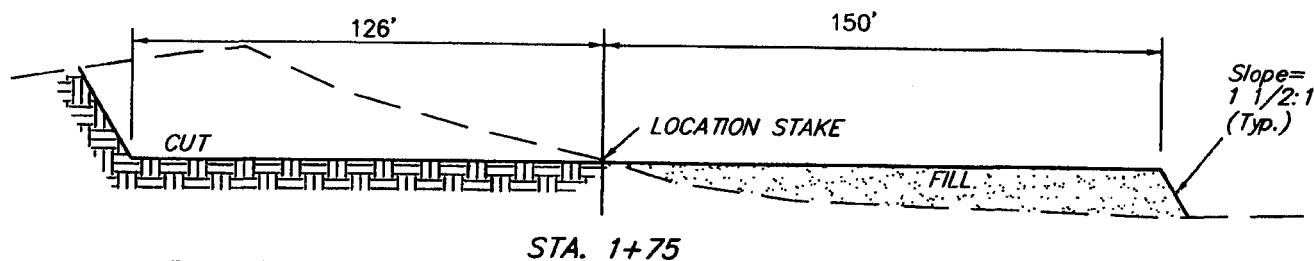 126'
150'
Slope=
1 1/2:1
(Typ.)
LOCATION STAKE
CUT
FILL
STA. 1+75